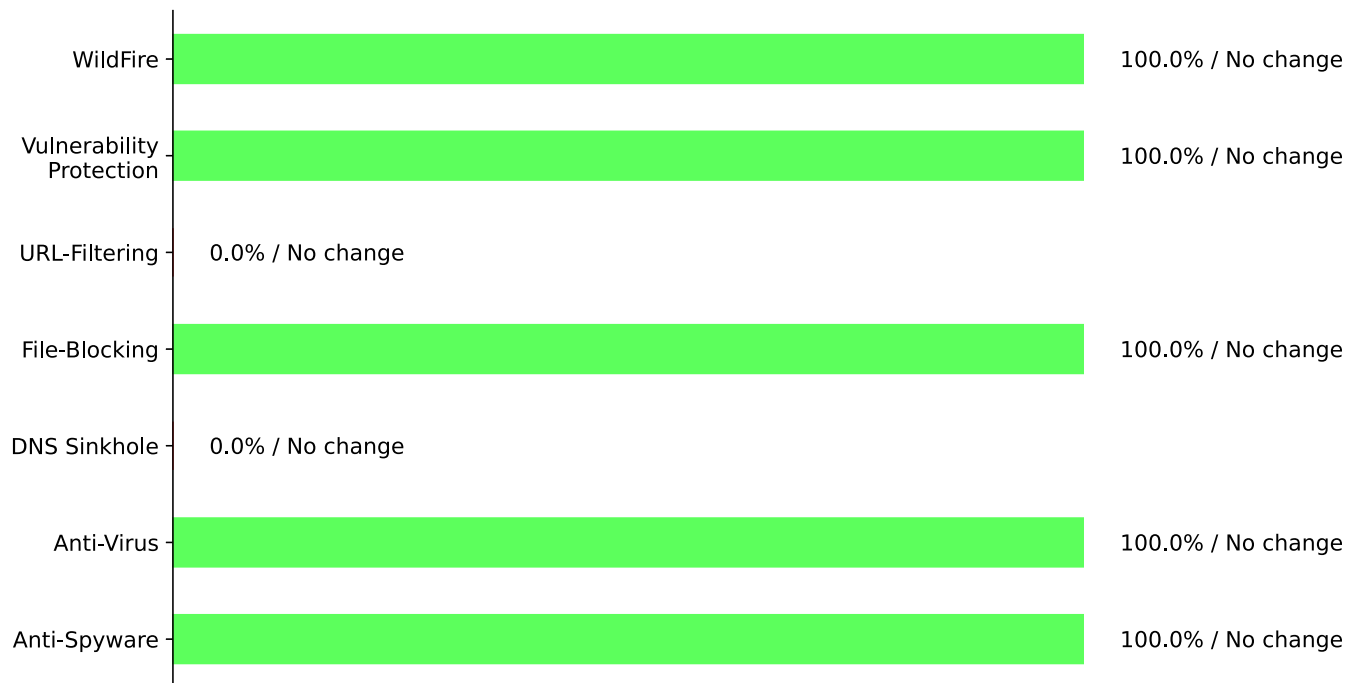 WildFire
100.0% / No change
Vulnerability
Protection
100.0% / No change
URL-Filtering
0.0% / No change
File-Blocking
100.0% / No change
DNS Sinkhole
0.0% / No change
Anti-Virus
100.0% / No change
Anti-Spyware
100.0% / No change